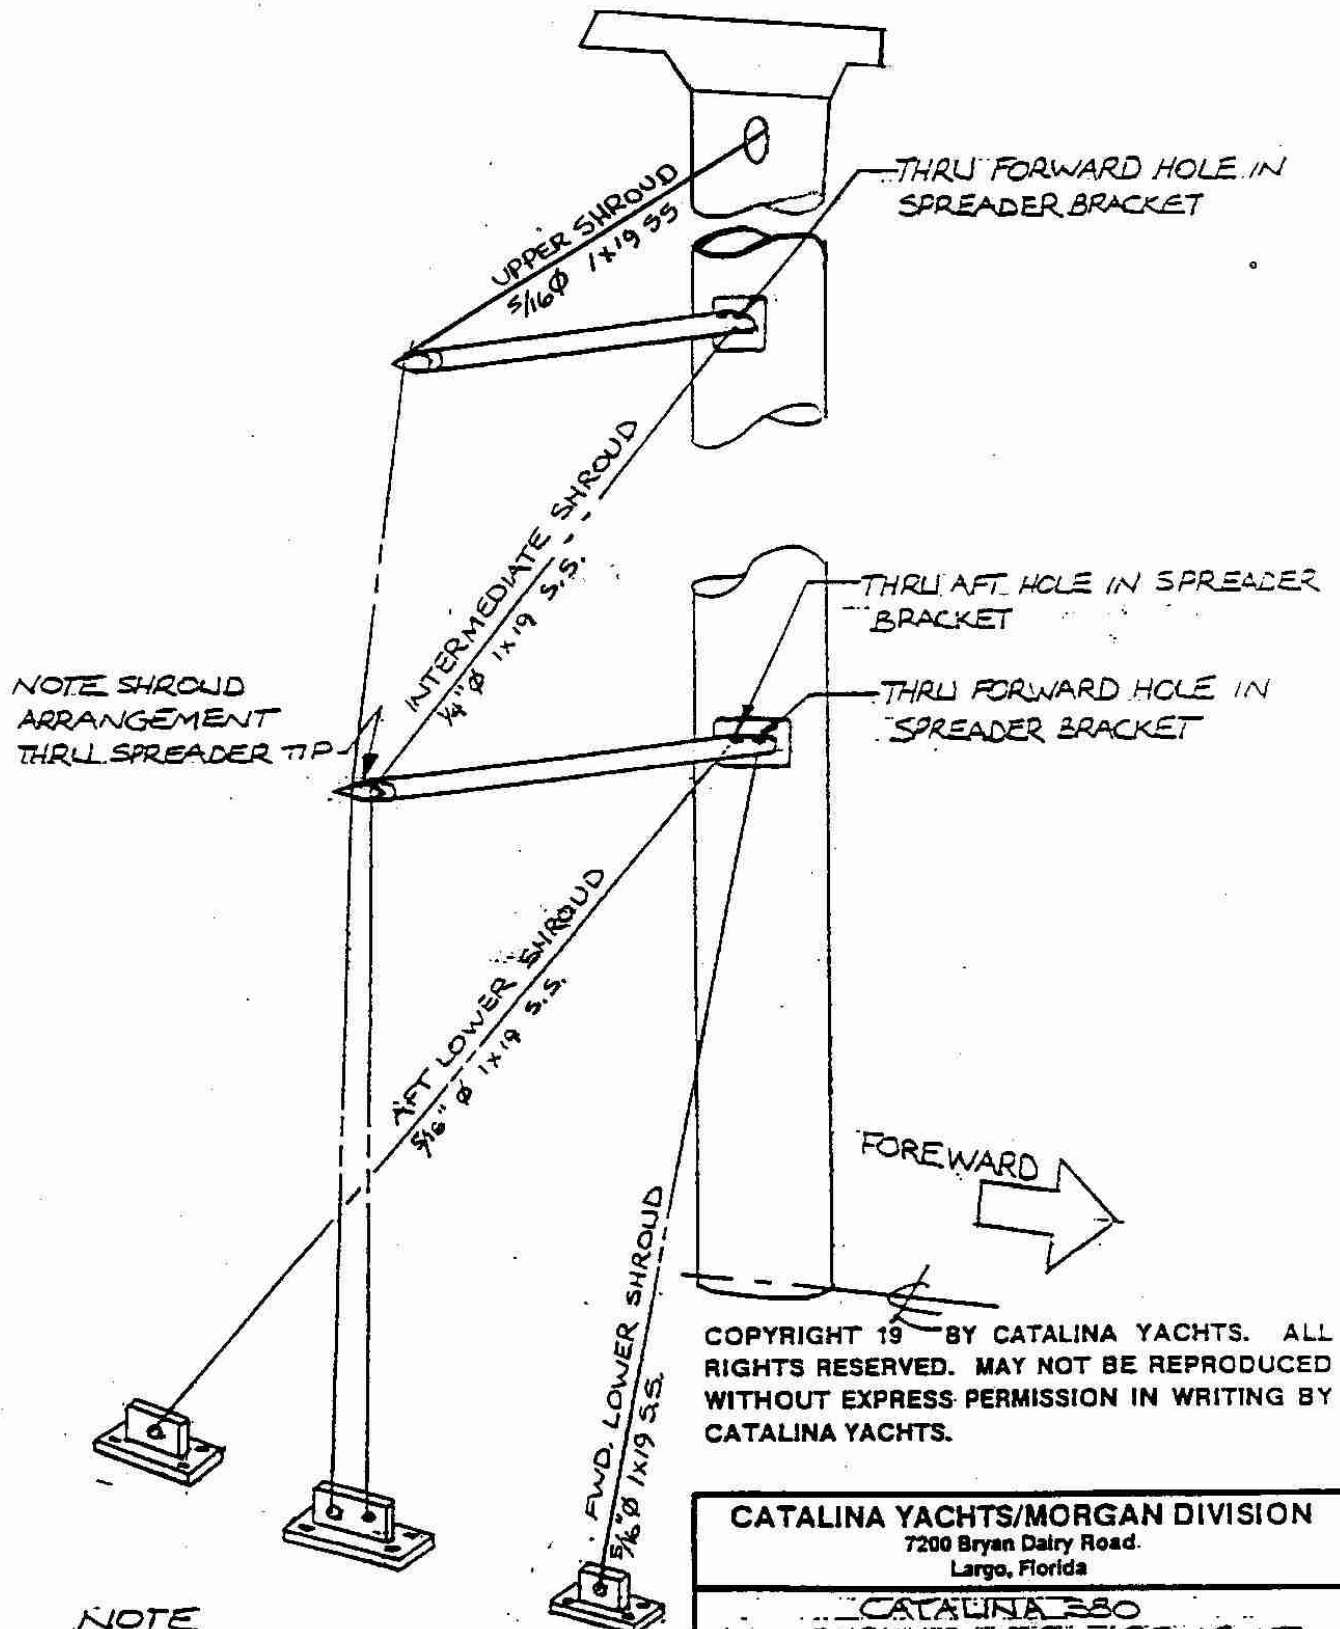 THRU FORWARD HOLE IN
SPREADER BRACKET
UPPER SHROUD
5/16Ø 1x19 SS
INTERMEDIATE SHROUD
1/4"Ø 1x19 S.S.
THRU AFT HOLE IN SPREADER
BRACKET
THRU FORWARD HOLE IN
SPREADER BRACKET
NOTE SHROUD
ARRANGEMENT
THRU SPREADER TIP
AFT LOWER SHROUD
5/16"Ø 1x19 S.S.
FOREWARD
FWD. LOWER SHROUD
5/16"Ø 1x19 S.S.
COPYRIGHT 19 BY CATALINA YACHTS. ALL
RIGHTS RESERVED. MAY NOT BE REPRODUCED
WITHOUT EXPRESS PERMISSION IN WRITING BY
CATALINA YACHTS.
CATALINA YACHTS/MORGAN DIVISION
7200 Bryan Dairy Road.
Largo, Florida
CATALINA 380
NOTE